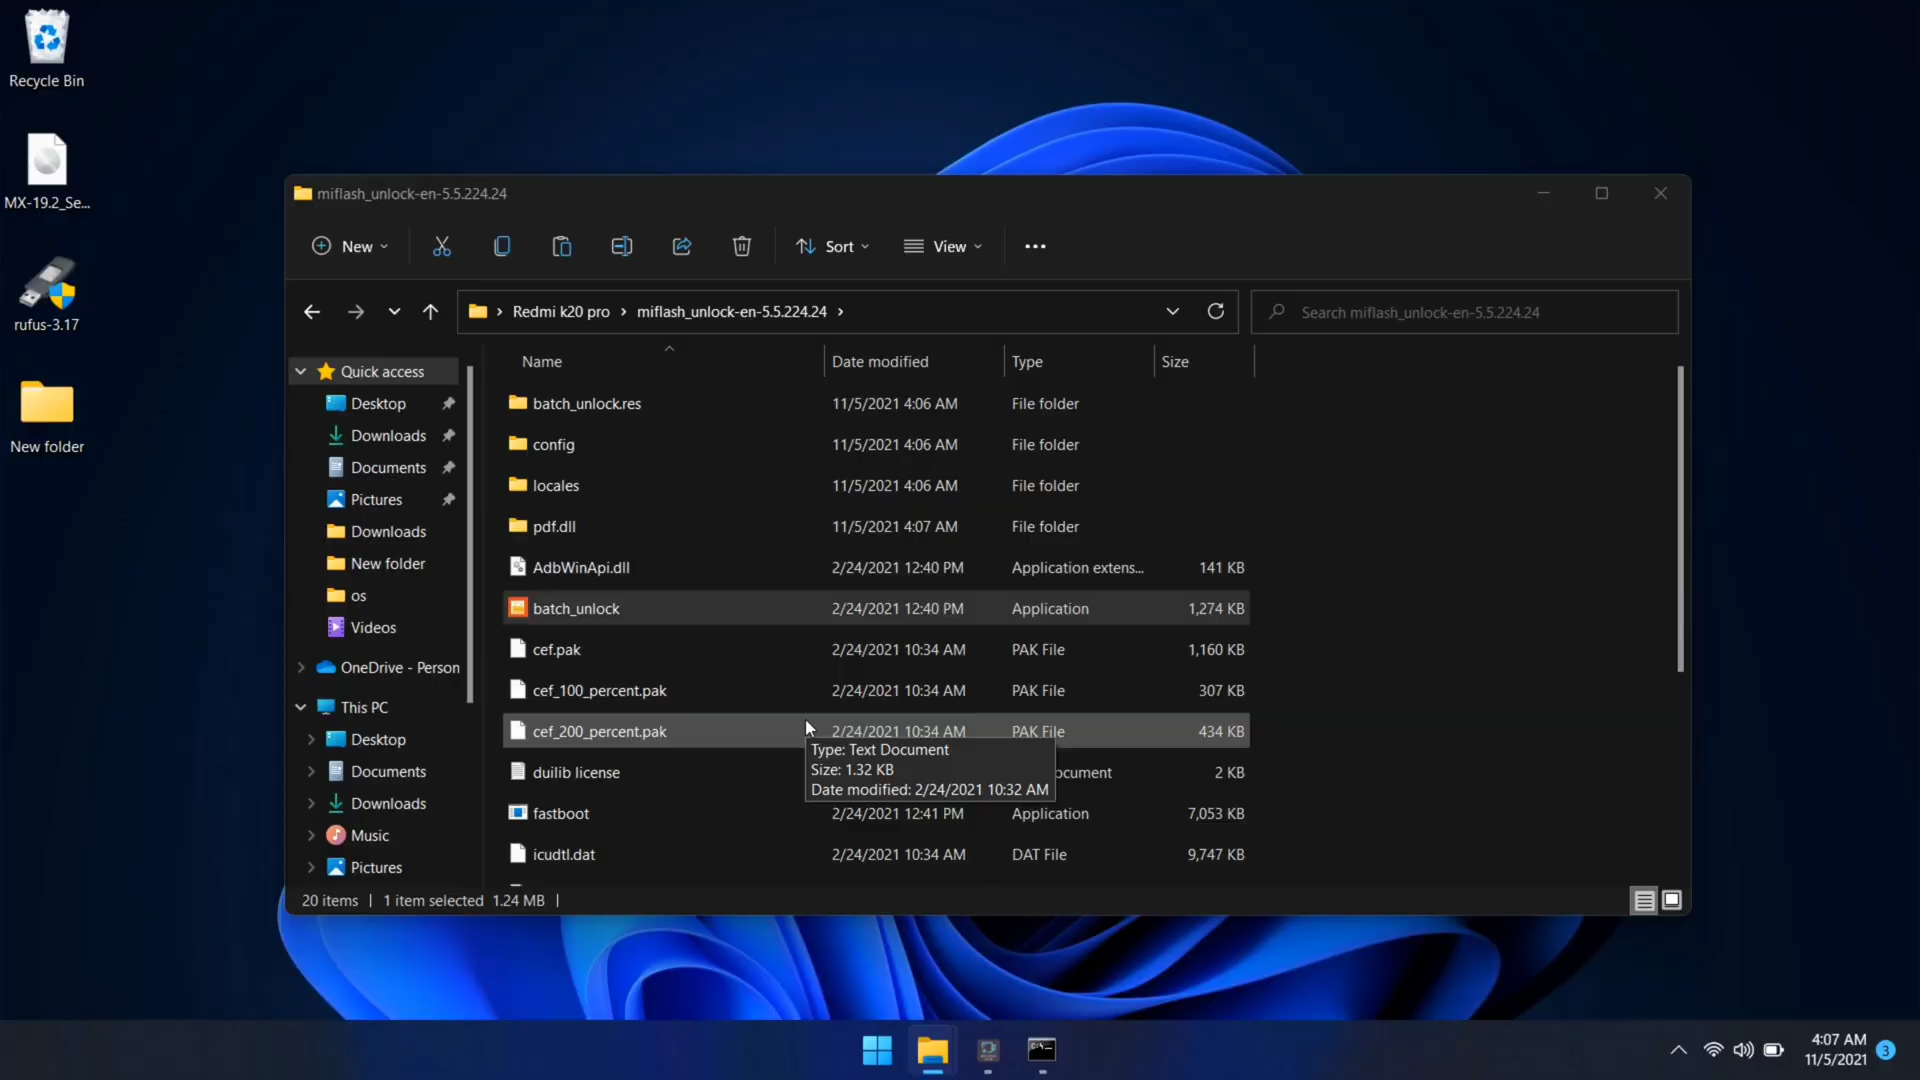 Recycle Bin
MX-19.2_Se...
rufus-3.17
New folder
miflash_unlock-en-5.5.224.24
New
Sort
View
Redmi k20 pro
miflash_unlock-en-5.5.224.24
Search miflash_unlock-en-5.5.224.24
Quick access
Desktop
Downloads
Documents
Pictures
Downloads
New folder
os
Videos
OneDrive - Person
This PC
Desktop
Documents
Downloads
Music
Pictures
Name Date modified Type Size
batch_unlock.res 11/5/2021 4:06 AM File folder
config 11/5/2021 4:06 AM File folder
locales 11/5/2021 4:06 AM File folder
pdf.dll 11/5/2021 4:07 AM File folder
AdbWinApi.dll 2/24/2021 12:40 PM Application extens... 141 KB
batch_unlock 2/24/2021 12:40 PM Application 1,274 KB
cef.pak 2/24/2021 10:34 AM PAK File 1,160 KB
cef_100_percent.pak 2/24/2021 10:34 AM PAK File 307 KB
cef_200_percent.pak 2/24/2021 10:34 AM PAK File 434 KB
Type: Text Document
Size: 1.32 KB
Date modified: 2/24/2021 10:32 AM
duilib license ocument 2 KB
fastboot 2/24/2021 12:41 PM Application 7,053 KB
icudtl.dat 2/24/2021 10:34 AM DAT File 9,747 KB
20 items | 1 item selected 1.24 MB |
4:07 AM
11/5/2021
3